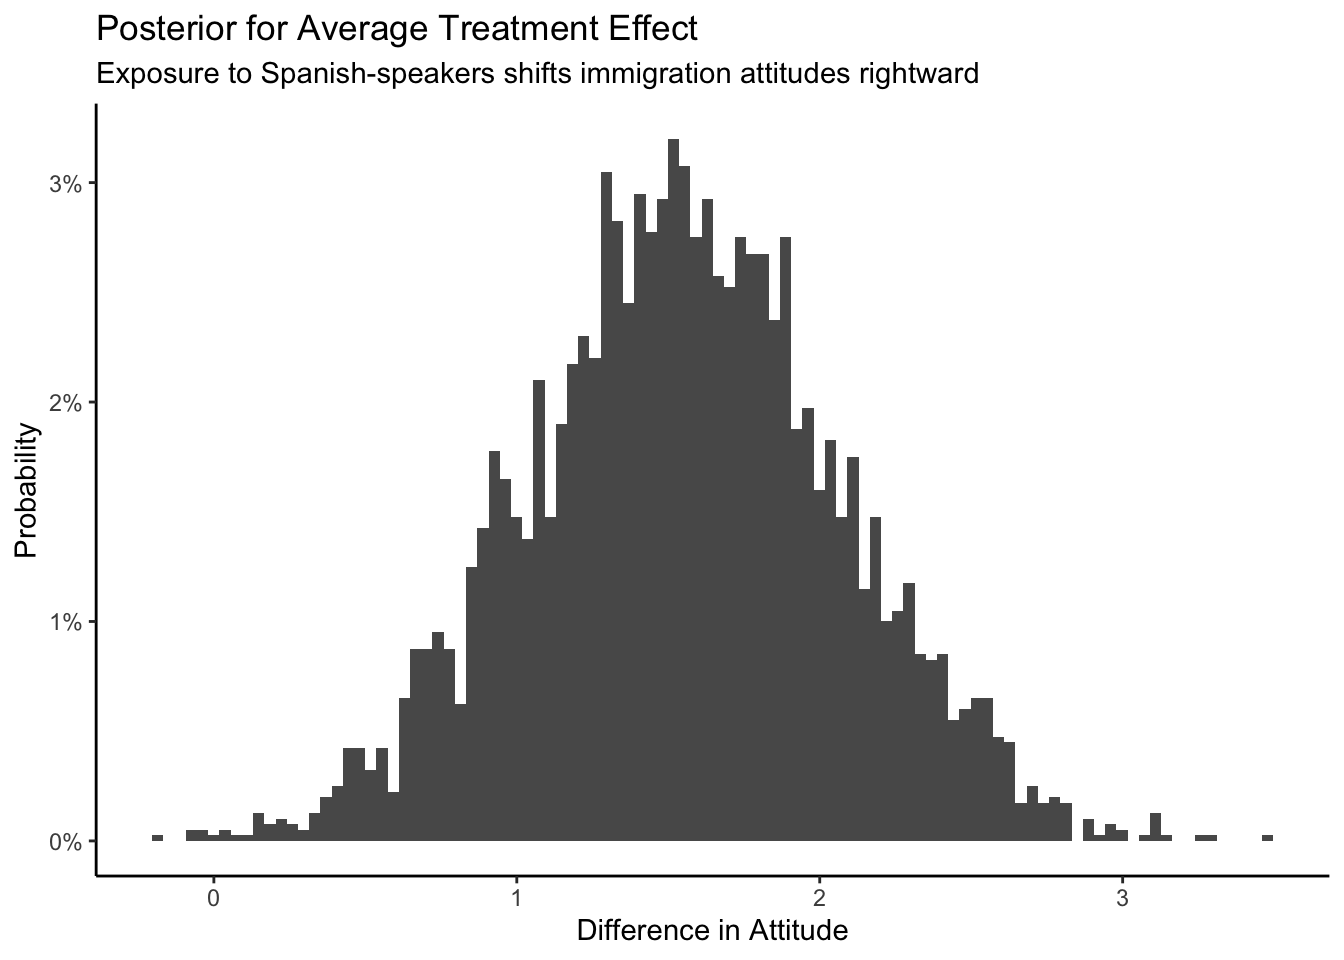 Posterior for Average Treatment Effect
Exposure to Spanish-speakers shifts immigration attitudes rightward
3%
2%
1%
0%
Probability
0 1 2 3
Difference in Attitude